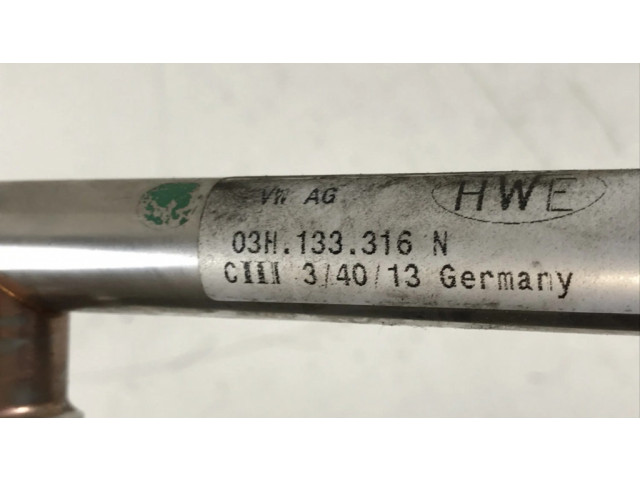 VW AG HWE
03H.133.316 N
CIII 3/40/13 Germany